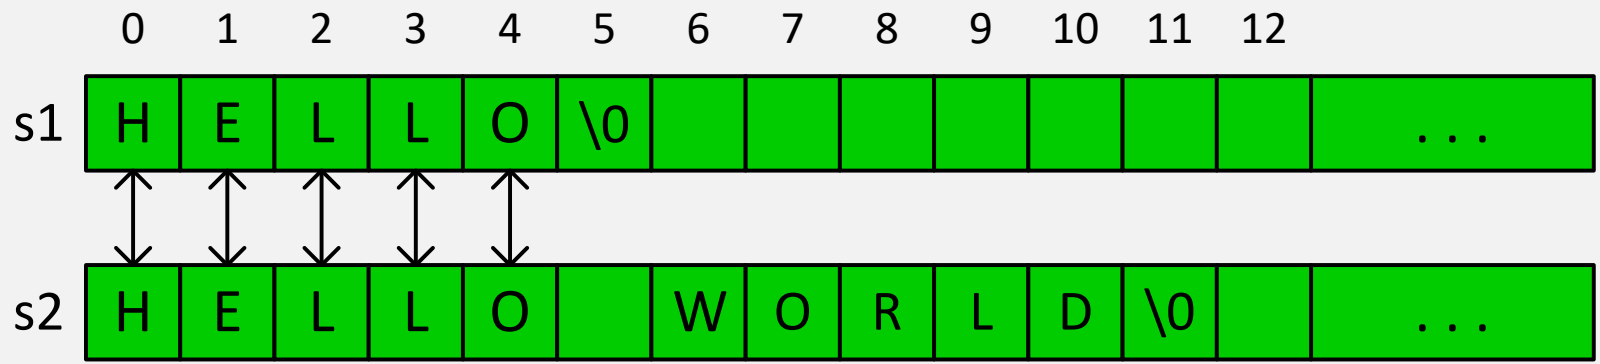 0 1 2 3 4 5 6 7 8 9 10 11 12
s1 H E L L O \0 ...
s2 H E L L O W O R L D \0 ...